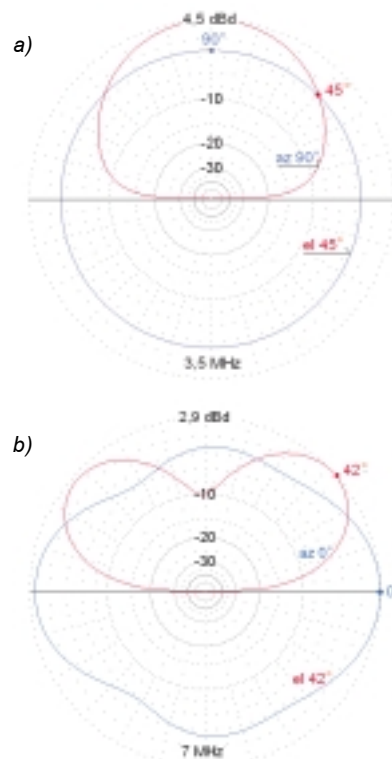 a)
4,5 dBd
90°
45°
-10
az 90°
-20
-30
el 45°
3,5 MHz
b)
2,9 dBd
42°
-10
-20
az 0°
-30
0
el 42°
7 MHz